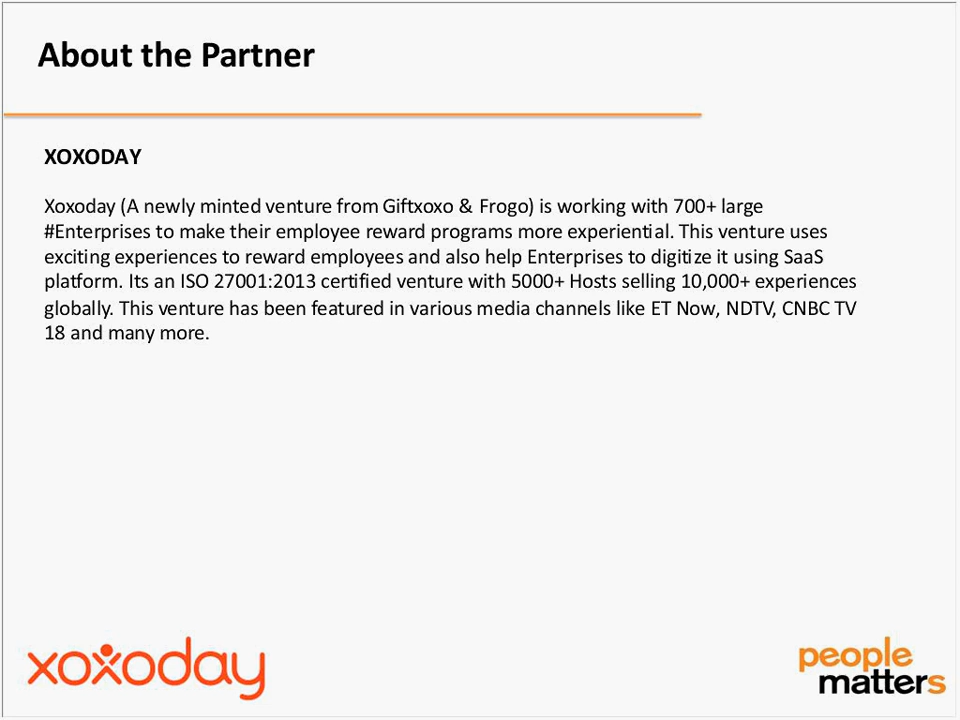 About the Partner
XOXODAY
Xoxoday (A newly minted venture from Giftxoxo & Frogo) is working with 700+ large
#Enterprises to make their employee reward programs more experiential. This venture uses
exciting experiences to reward employees and also help Enterprises to digitize it using SaaS
platform. Its an ISO 27001:2013 certified venture with 5000+ Hosts selling 10,000+ experiences
globally. This venture has been featured in various media channels like ET Now, NDTV, CNBC TV
18 and many more.
xoxoday
people
matters